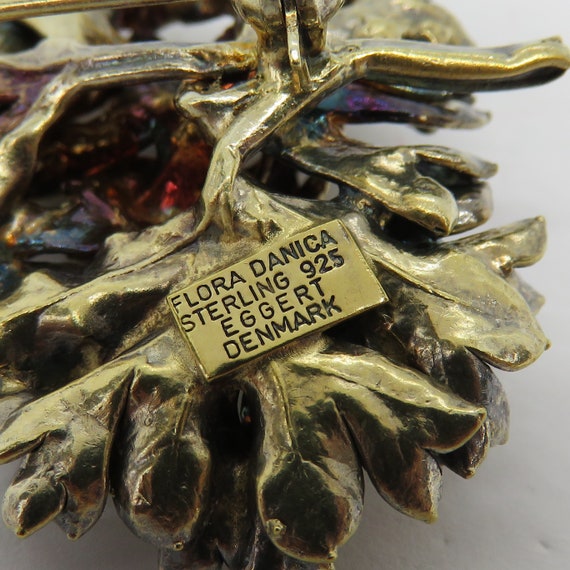 FLORA DANICA
STERLING 925
EGGERT
DENMARK